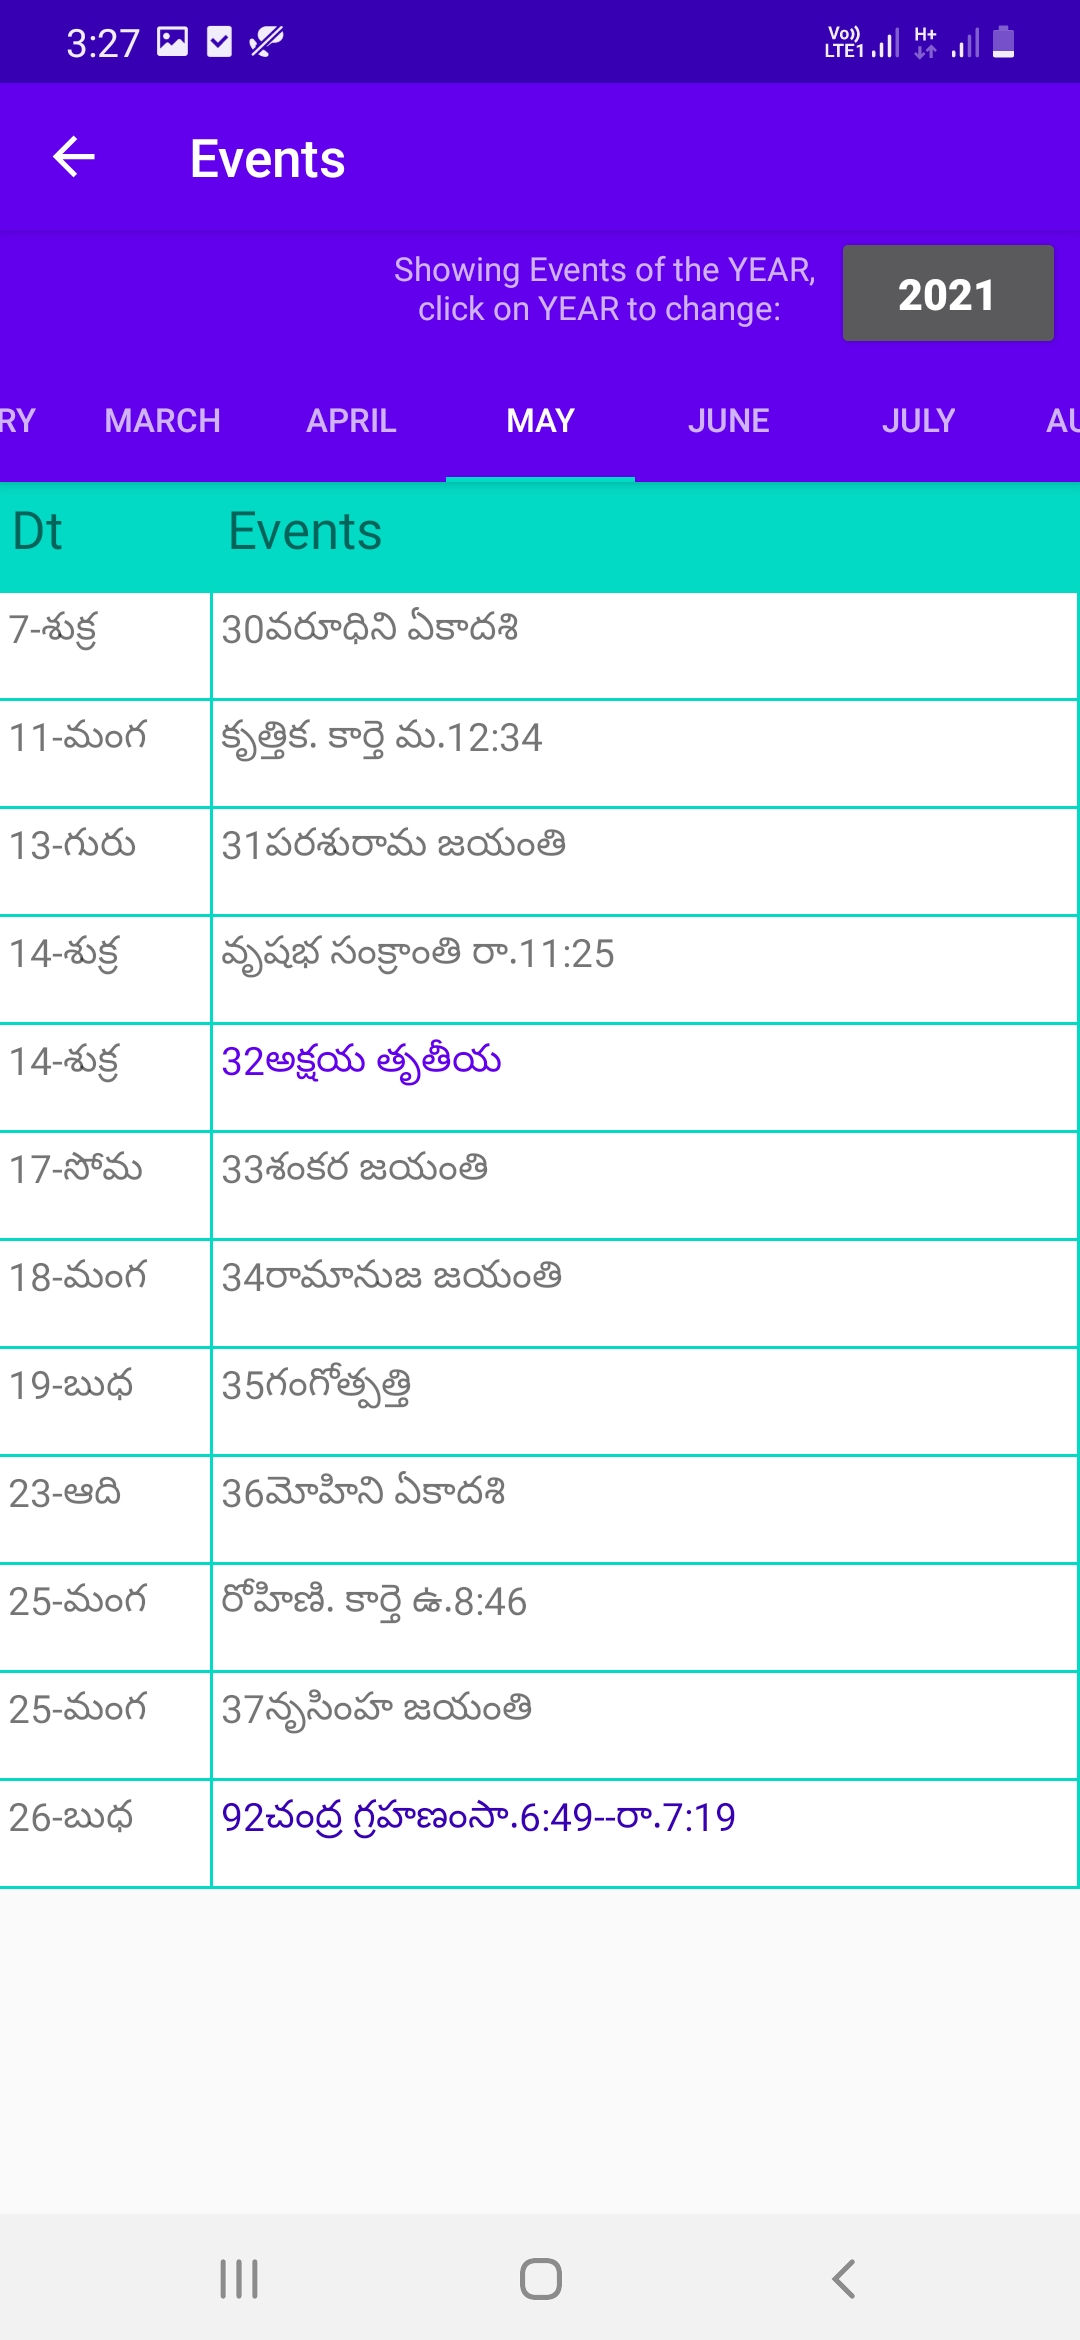 3:27
Vo)) LTE1 H+
Events
Showing Events of the YEAR,
click on YEAR to change:
2021
RY MARCH APRIL MAY JUNE JULY AU
Dt Events
7-శుక్ర 30వరూధిని ఏకాదశి
11-మంగ కృత్తిక. కార్తె మ.12:34
13-గురు 31పరశురామ జయంతి
14-శుక్ర వృషభ సంక్రాంతి రా.11:25
14-శుక్ర 32అక్షయ తృతీయ
17-సోమ 33శంకర జయంతి
18-మంగ 34రామానుజ జయంతి
19-బుధ 35గంగోత్పత్తి
23-ఆది 36మోహిని ఏకాదశి
25-మంగ రోహిణి. కార్తె ఉ.8:46
25-మంగ 37నృసింహ జయంతి
26-బుధ 92చంద్ర గ్రహణంసా.6:49--రా.7:19